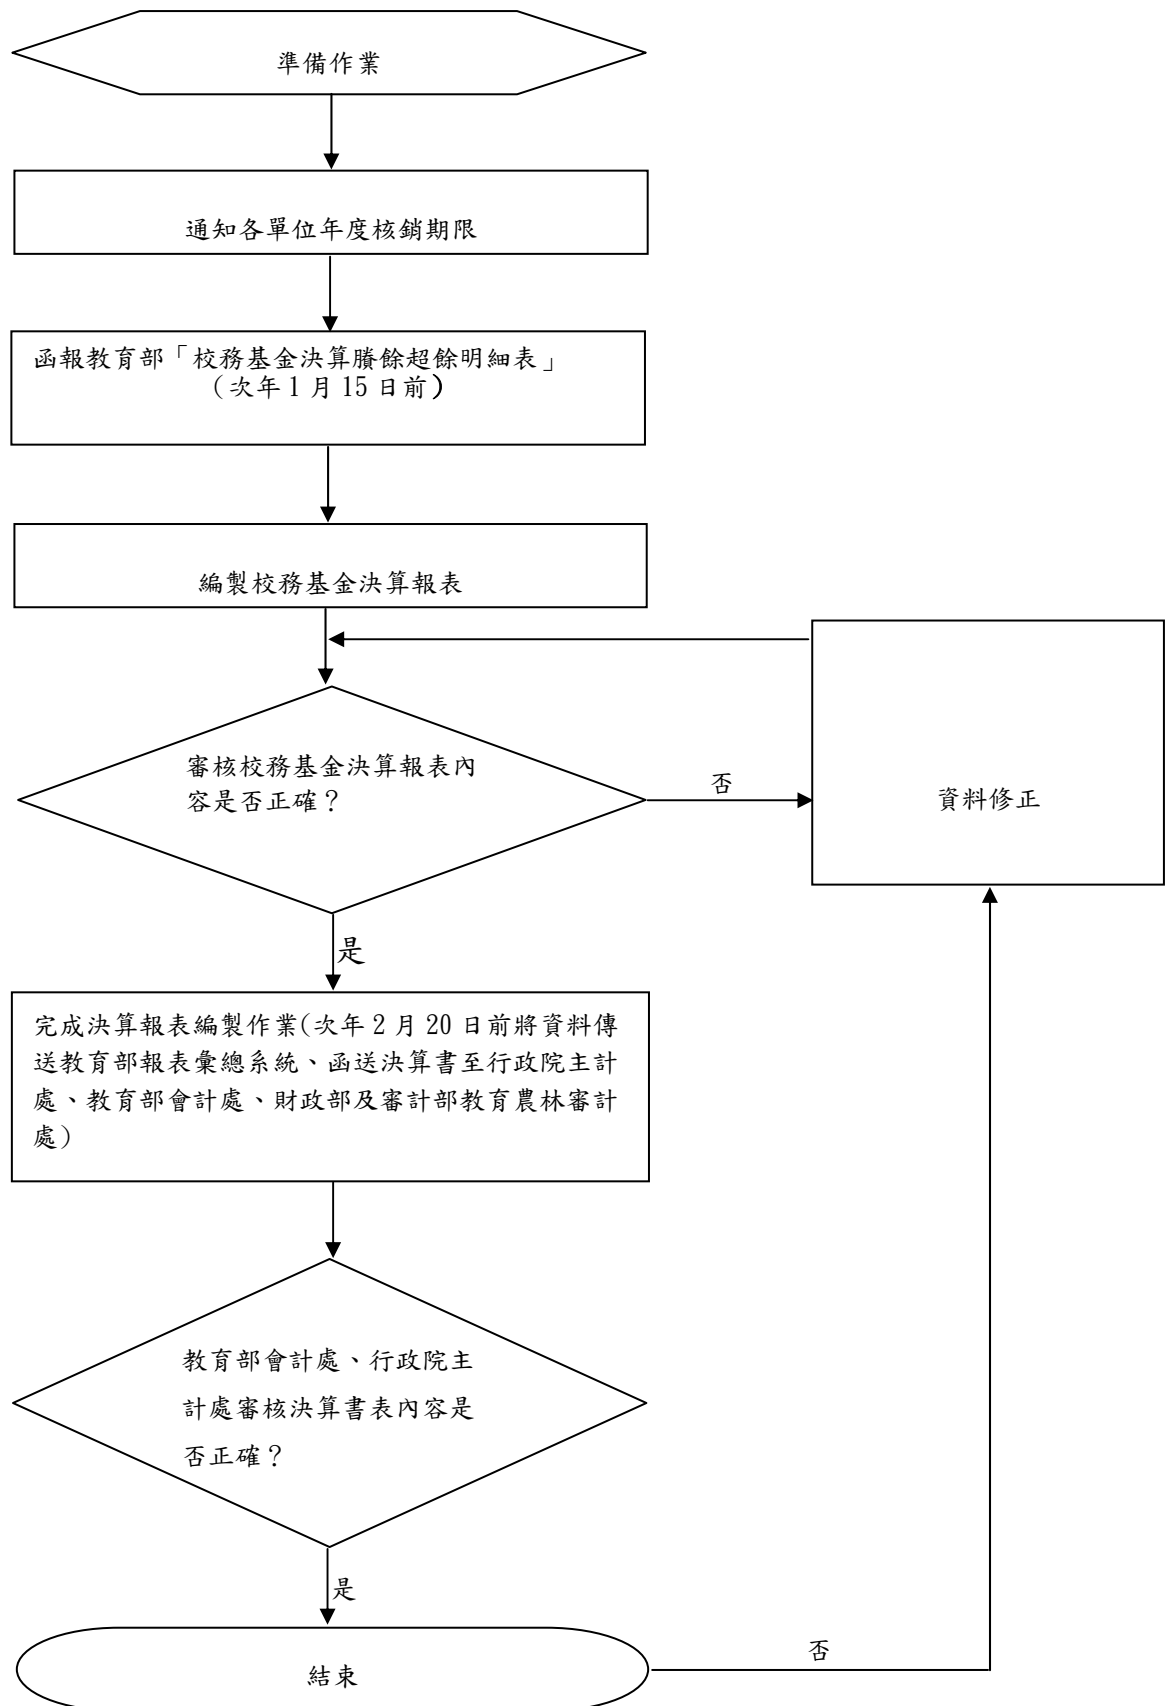 準備作業
通知各單位年度核銷期限
函報教育部「校務基金決算賸餘超餘明細表」
（次年1月15日前）
編製校務基金決算報表
審核校務基金決算報表內
容是否正確？
否
資料修正
是
完成決算報表編製作業(次年2月20日前將資料傳
送教育部報表彙總系統、函送決算書至行政院主計
處、教育部會計處、財政部及審計部教育農林審計
處)
教育部會計處、行政院主
計處審核決算書表內容是
否正確？
是
否
結束